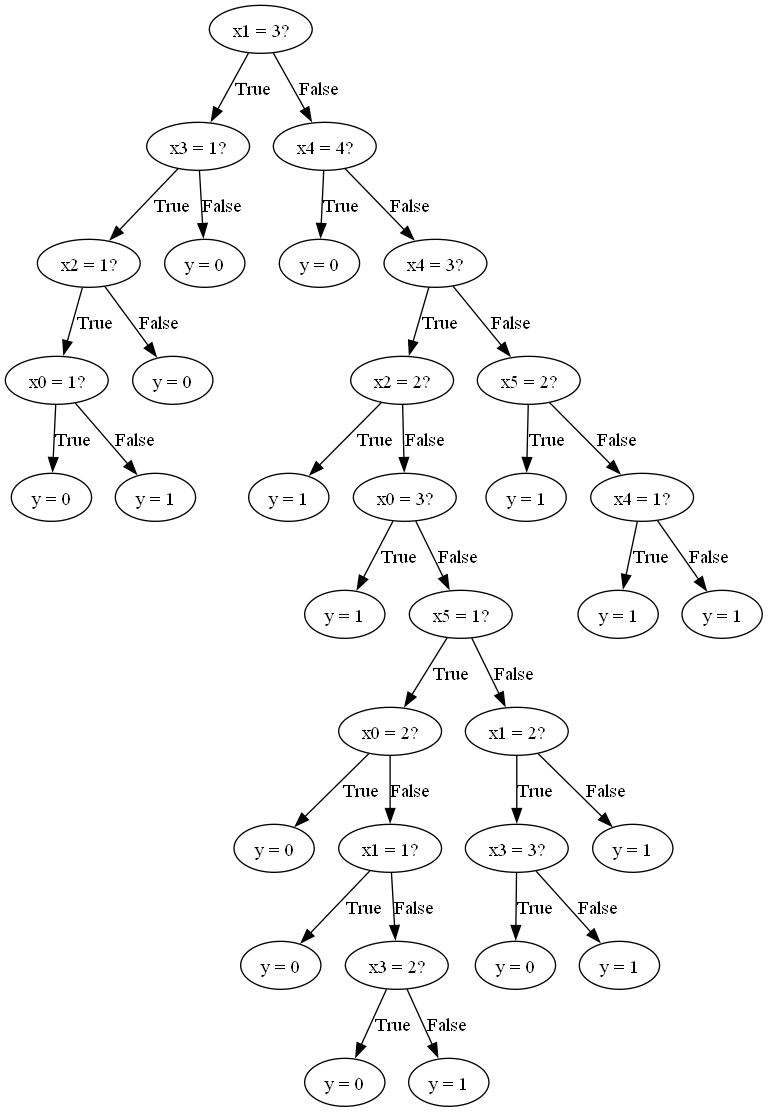 x1 = 3?
True
False
x3 = 1?
x4 = 4?
True
False
True
False
x2 = 1?
y = 0
y = 0
x4 = 3?
True
False
True
False
x0 = 1?
y = 0
x2 = 2?
x5 = 2?
True
False
True
False
True
False
y = 0
y = 1
y = 1
x0 = 3?
y = 1
x4 = 1?
True
False
True
False
y = 1
x5 = 1?
y = 1
y = 1
True
False
x0 = 2?
x1 = 2?
True
False
True
False
y = 0
x1 = 1?
x3 = 3?
y = 1
True
False
True
False
y = 0
x3 = 2?
y = 0
y = 1
True
False
y = 0
y = 1